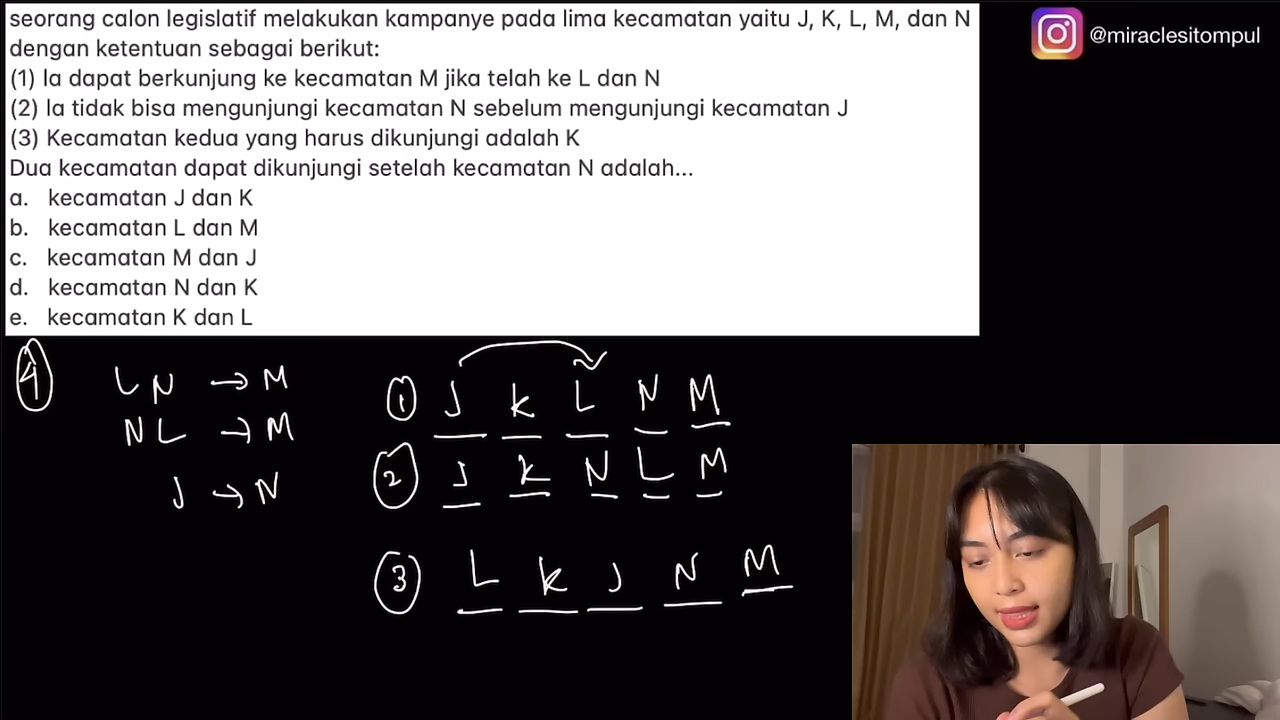 seorang calon legislatif melakukan kampanye pada lima kecamatan yaitu J, K, L, M, dan N
dengan ketentuan sebagai berikut:
(1) Ia dapat berkunjung ke kecamatan M jika telah ke L dan N
(2) Ia tidak bisa mengunjungi kecamatan N sebelum mengunjungi kecamatan J
(3) Kecamatan kedua yang harus dikunjungi adalah K
Dua kecamatan dapat dikunjungi setelah kecamatan N adalah...
a. kecamatan J dan K
b. kecamatan L dan M
c. kecamatan M dan J
d. kecamatan N dan K
e. kecamatan K dan L
@miraclesitompul
4
L N → M
N L → M
J → N
1 J K L N M
2 J K N L M
3 L K J N M